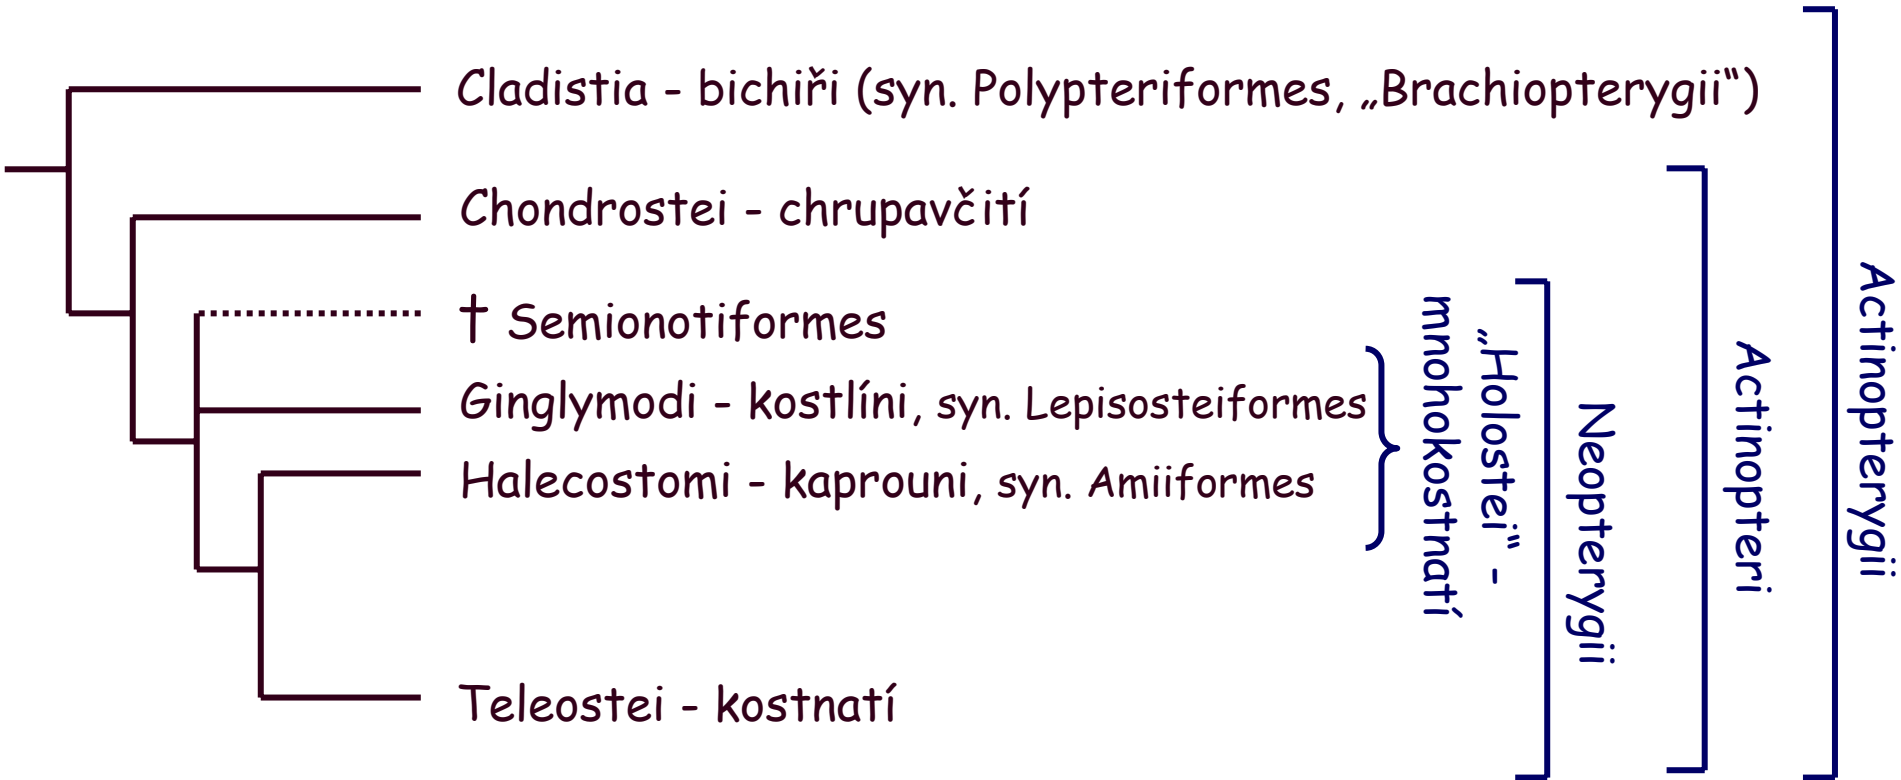 Cladistia - bichiři (syn. Polypteriformes, „Brachiopterygii“)
Chondrostei - chrupavčití
† Semionotiformes
Ginglymodi - kostlíni, syn. Lepisosteiformes
Halecostomi - kaprouni, syn. Amiiformes
Teleostei - kostnatí
„Holostei“ -
mnohokostnatí
Neopterygii
Actinopteri
Actinopterygii